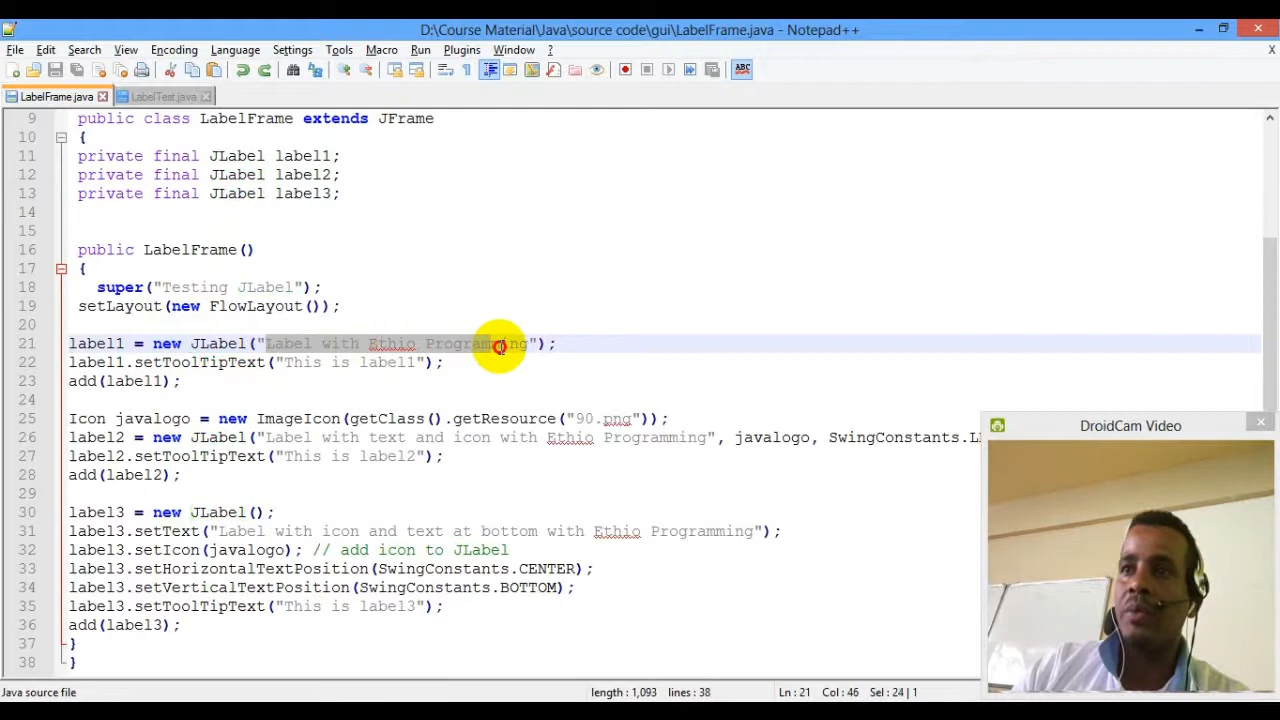 D:\Course Material\Java\source code\gui\LabelFrame.java - Notepad++
File Edit Search View Encoding Language Settings Tools Macro Run Plugins Window ?
X
ABC
LabelFrame.java LabelTest.java
9 public class LabelFrame extends JFrame
10 {
11 private final JLabel label1;
12 private final JLabel label2;
13 private final JLabel label3;
14
15
16 public LabelFrame()
17 {
18 super("Testing JLabel");
19 setLayout(new FlowLayout());
20
21 label1 = new JLabel("Label with Ethio Programming");
22 label1.setToolTipText("This is label1");
23 add(label1);
24
25 Icon javalogo = new ImageIcon(getClass().getResource("90.png"));
26 label2 = new JLabel("Label with text and icon with Ethio Programming", javalogo, SwingConstants.
27 label2.setToolTipText("This is label2");
28 add(label2);
29
30 label3 = new JLabel();
31 label3.setText("Label with icon and text at bottom with Ethio Programming");
32 label3.setIcon(javalogo); // add icon to JLabel
33 label3.setHorizontalTextPosition(SwingConstants.CENTER);
34 label3.setVerticalTextPosition(SwingConstants.BOTTOM);
35 label3.setToolTipText("This is label3");
36 add(label3);
37 }
38 }
DroidCam Video
Java source file length : 1,093 lines : 38 Ln : 21 Col : 46 Sel : 24 | 1